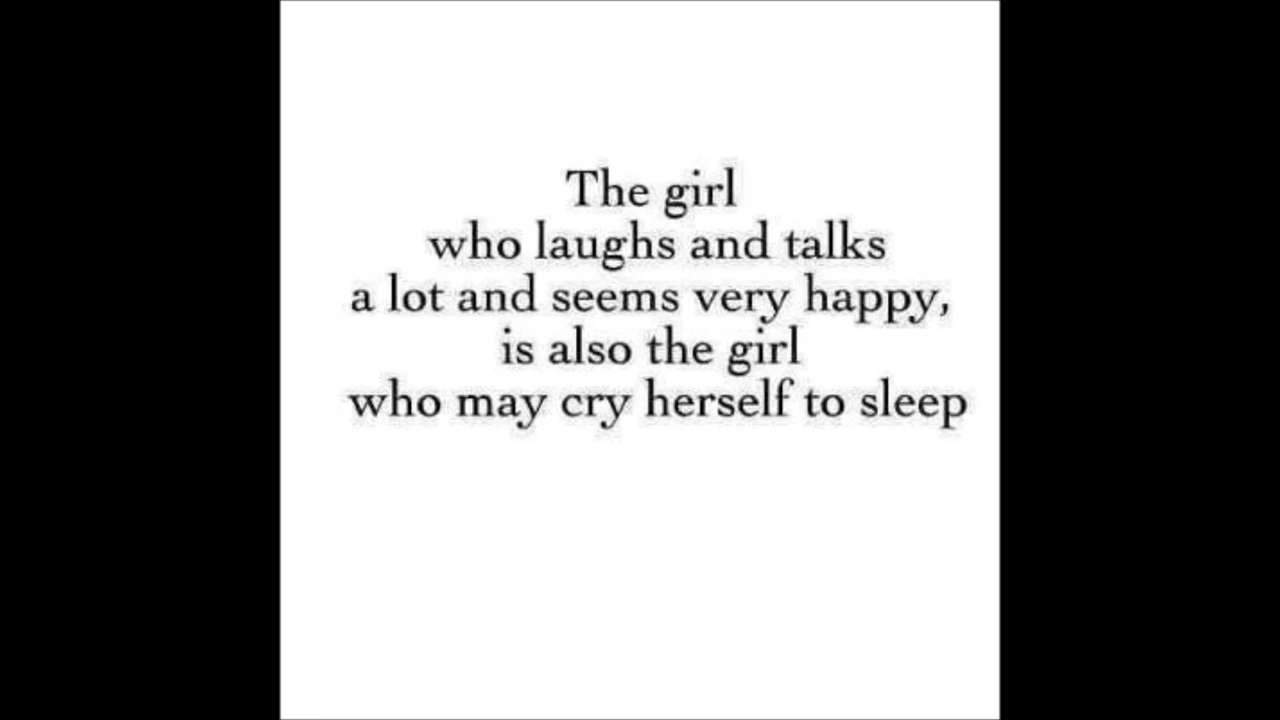 The girl
who laughs and talks
a lot and seems very happy,
is also the girl
who may cry herself to sleep